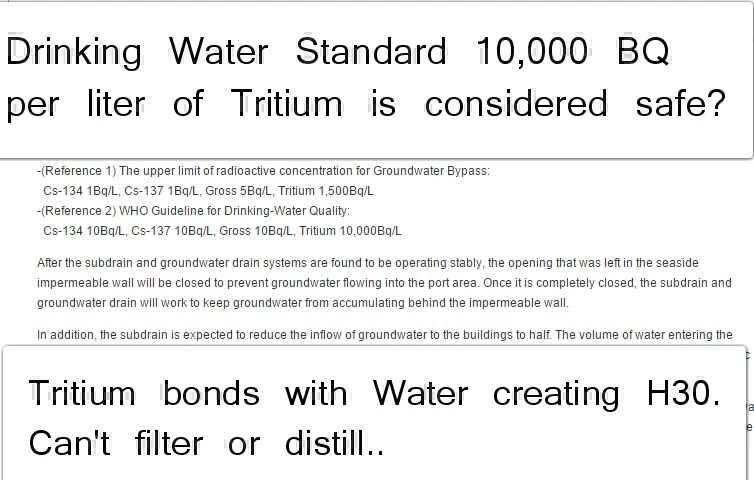 Drinking Water Standard 10,000 BQ
per liter of Tritium is considered safe?
-(Reference 1) The upper limit of radioactive concentration for Groundwater Bypass:
Cs-134 1Bq/L, Cs-137 1Bq/L, Gross 5Bq/L, Tritium 1,500Bq/L
-(Reference 2) WHO Guideline for Drinking-Water Quality:
Cs-134 10Bq/L, Cs-137 10Bq/L, Gross 10Bq/L, Tritium 10,000Bq/L
After the subdrain and groundwater drain systems are found to be operating stably, the opening that was left in the seaside
impermeable wall will be closed to prevent groundwater flowing into the port area. Once it is completely closed, the subdrain and
groundwater drain will work to keep groundwater from accumulating behind the impermeable wall.
In addition, the subdrain is expected to reduce the inflow of groundwater to the buildings to half. The volume of water entering the
Tritium bonds with Water creating H30.
Can't filter or distill..